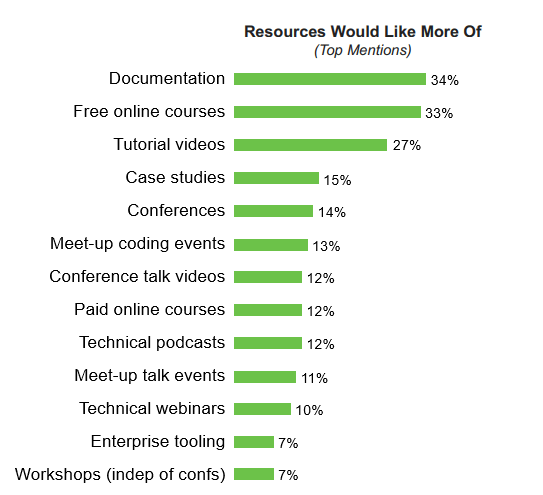 Resources Would Like More Of
(Top Mentions)
Documentation 34%
Free online courses 33%
Tutorial videos 27%
Case studies 15%
Conferences 14%
Meet-up coding events 13%
Conference talk videos 12%
Paid online courses 12%
Technical podcasts 12%
Meet-up talk events 11%
Technical webinars 10%
Enterprise tooling 7%
Workshops (indep of confs) 7%